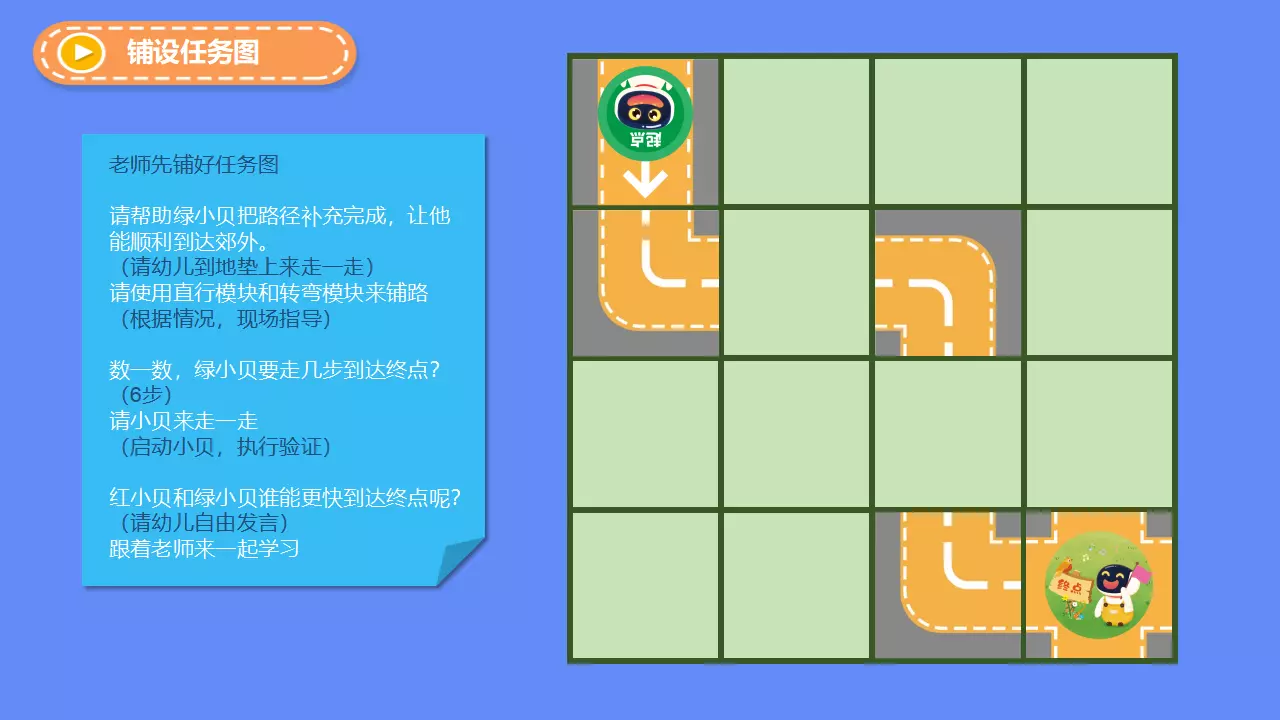 铺设任务图
老师先铺好任务图
请帮助绿小贝把路径补充完成，让他
能顺利到达郊外。
（请幼儿到地垫上来走一走）
请使用直行模块和转弯模块来铺路
（根据情况，现场指导）
数一数，绿小贝要走几步到达终点？
（6步）
请小贝来走一走
（启动小贝，执行验证）
红小贝和绿小贝谁能更快到达终点呢？
（请幼儿自由发言）
跟着老师来一起学习
起点
终点